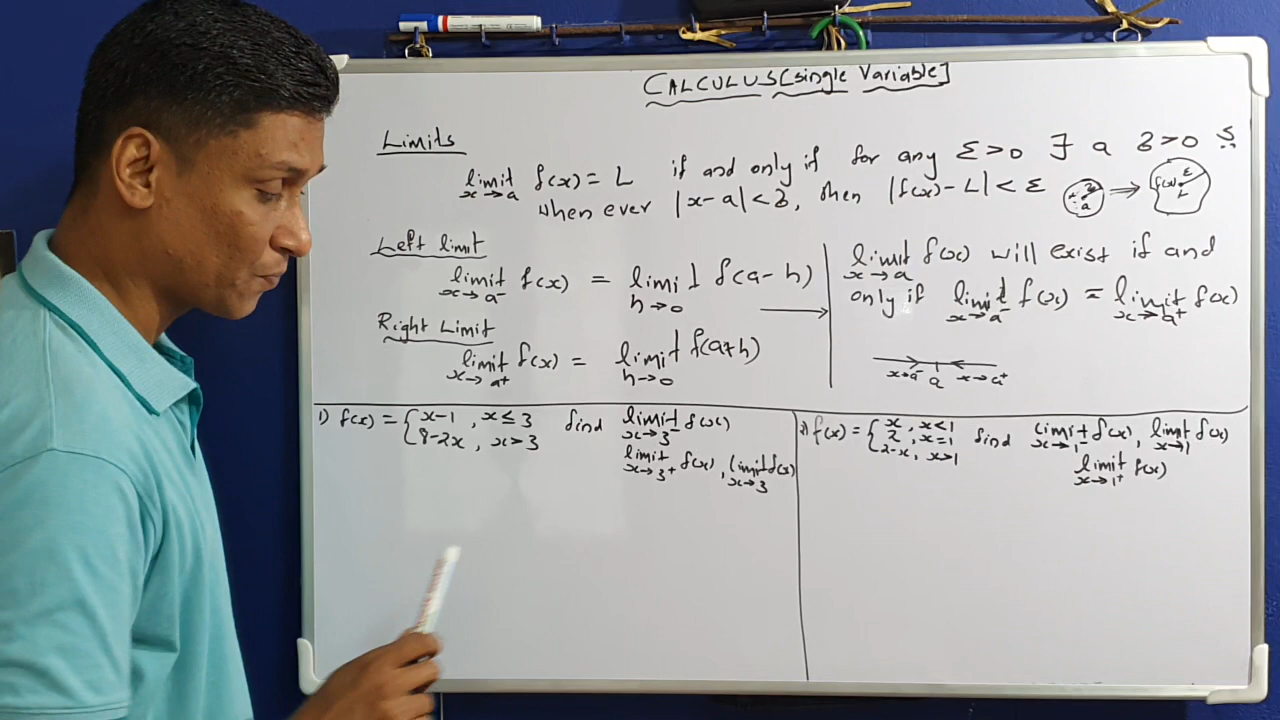 CALCULUS [Single Variable]
Limits
limit x→a f(x) = L if and only if for any Ɛ>0 ∃ a δ>0 ∋
when ever |x-a|<δ, then |f(x)-L|<Ɛ
Left limit
limit x→a⁻ f(x) = limit h→0 f(a-h)
Right Limit
limit x→a⁺ f(x) = limit h→0 f(a+h)
limit x→a f(x) will exist if and
only if limit x→a⁻ f(x) = limit x→a⁺ f(x)
x→a⁻ a x→a⁺
1) f(x) = { x-1 , x≤3 find limit x→3⁻ f(x)
8-2x , x>3
limit x→3⁺ f(x) , limit x→3 f(x)
2) f(x) = { x , x<1
2 , x=1 find limit x→1⁻ f(x), limit x→1 f(x)
2-x , x>1
limit x→1⁺ f(x)